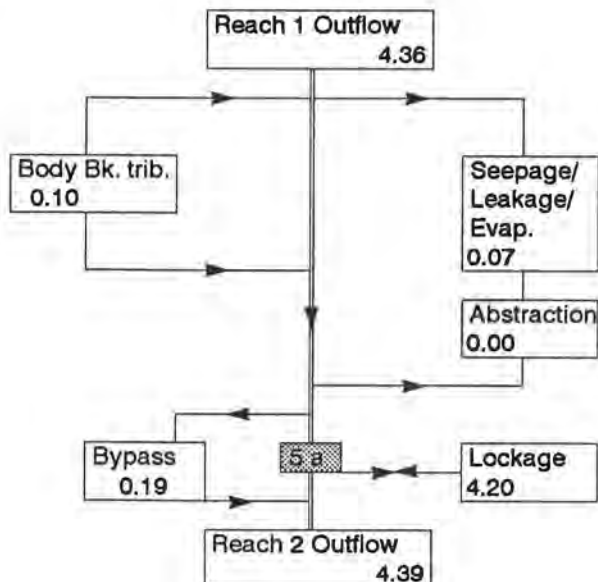 Reach 1 Outflow
4.36
Body Bk. trib.
0.10
Seepage/
Leakage/
Evap.
0.07
Abstraction
0.00
Bypass
0.19
5 a
Lockage
4.20
Reach 2 Outflow
4.39